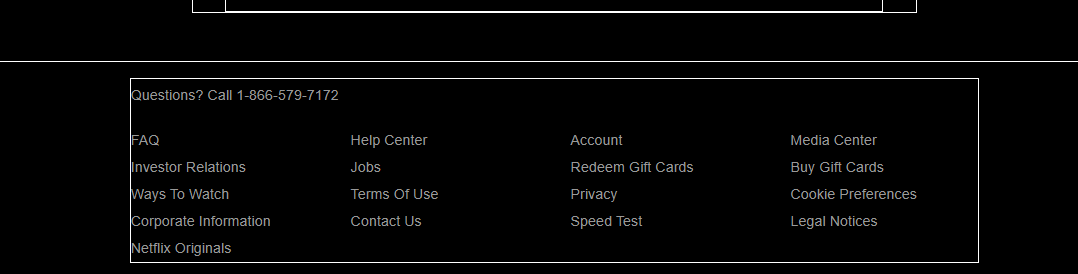 Questions? Call 1-866-579-7172
FAQ Help Center Account Media Center
Investor Relations Jobs Redeem Gift Cards Buy Gift Cards
Ways To Watch Terms Of Use Privacy Cookie Preferences
Corporate Information Contact Us Speed Test Legal Notices
Netflix Originals